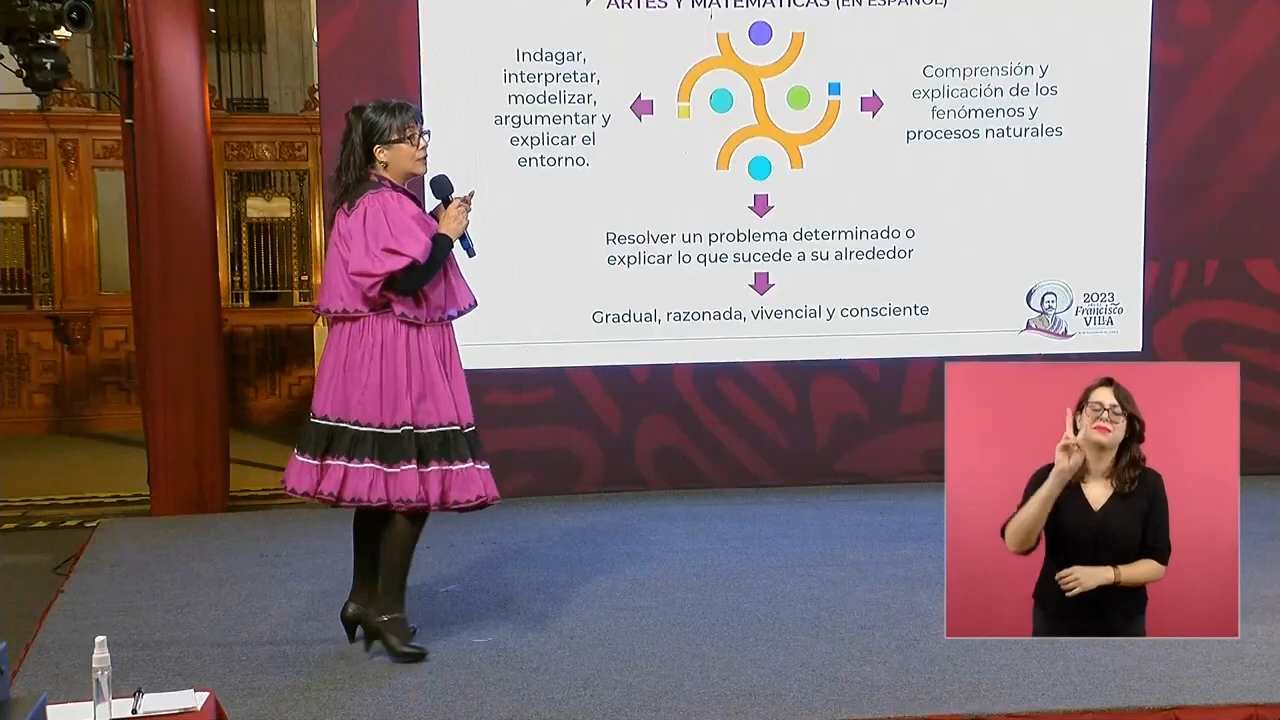 ARTES Y MATEMÁTICAS (EN ESPAÑOL)
Indagar,
interpretar,
modelizar,
argumentar y
explicar el
entorno.
Comprensión y
explicación de los
fenómenos y
procesos naturales
Resolver un problema determinado o
explicar lo que sucede a su alrededor
Gradual, razonada, vivencial y consciente
2023
Francisco
VILLA